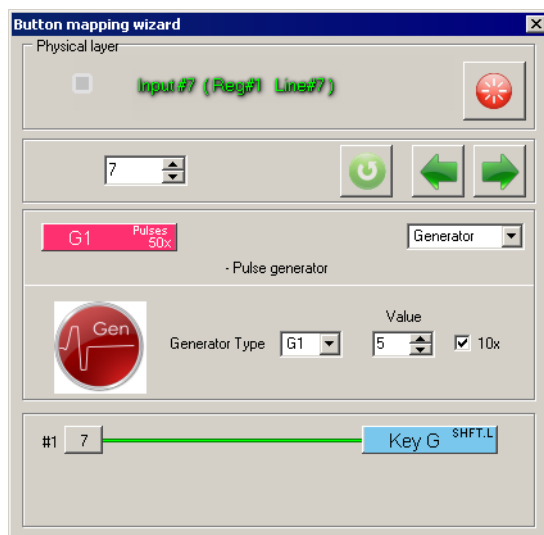 Button mapping wizard
Physical layer
Input#7 (Reg#1 Line#7)
7
G1 Pulses 50x
Generator
- Pulse generator
Gen
Generator Type G1
Value
5
10x
#1 7 Key G SHFT.L